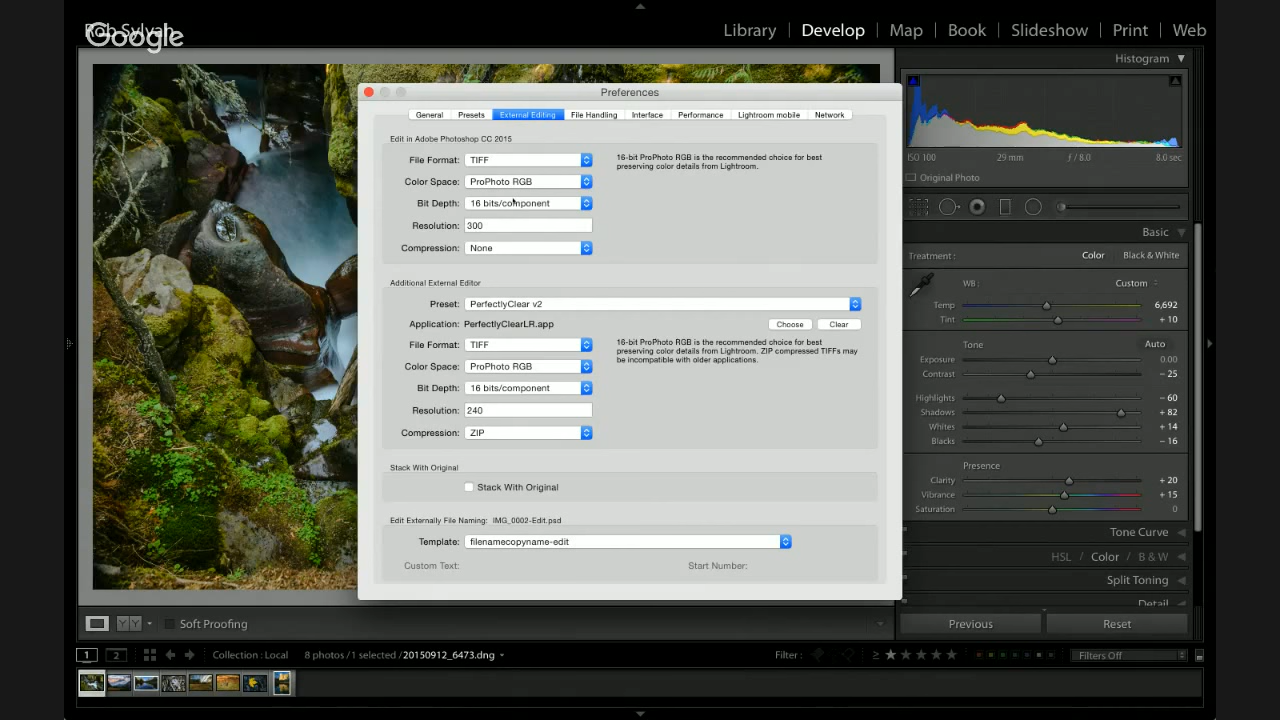 Rob Sylvan
Google
Library | Develop | Map | Book | Slideshow | Print | Web
Histogram
ISO 100 29 mm ƒ / 8.0 8.0 sec
Original Photo
Basic
Treatment : Color Black & White
WB : Custom
Temp 6,692
Tint + 10
Tone Auto
Exposure 0.00
Contrast – 25
Highlights – 60
Shadows + 82
Whites + 14
Blacks – 16
Presence
Clarity + 20
Vibrance + 15
Saturation 0
Tone Curve
HSL / Color / B & W
Split Toning
Detail
Previous Reset
Preferences
General Presets External Editing File Handling Interface Performance Lightroom mobile Network
Edit in Adobe Photoshop CC 2015
File Format: TIFF
Color Space: ProPhoto RGB
Bit Depth: 16 bits/component
Resolution: 300
Compression: None
16-bit ProPhoto RGB is the recommended choice for best
preserving color details from Lightroom.
Additional External Editor
Preset: PerfectlyClear v2
Application: PerfectlyClearLR.app Choose Clear
File Format: TIFF
Color Space: ProPhoto RGB
Bit Depth: 16 bits/component
Resolution: 240
Compression: ZIP
16-bit ProPhoto RGB is the recommended choice for best
preserving color details from Lightroom. ZIP compressed TIFFs may
be incompatible with older applications.
Stack With Original
Stack With Original
Edit Externally File Naming: IMG_0002-Edit.psd
Template: filenamecopyname-edit
Custom Text: Start Number:
Y Y Soft Proofing
1 2 Collection : Local 8 photos / 1 selected / 20150912_6473.dng Filter : ≥ ★ ★ ★ ★ ★ Filters Off